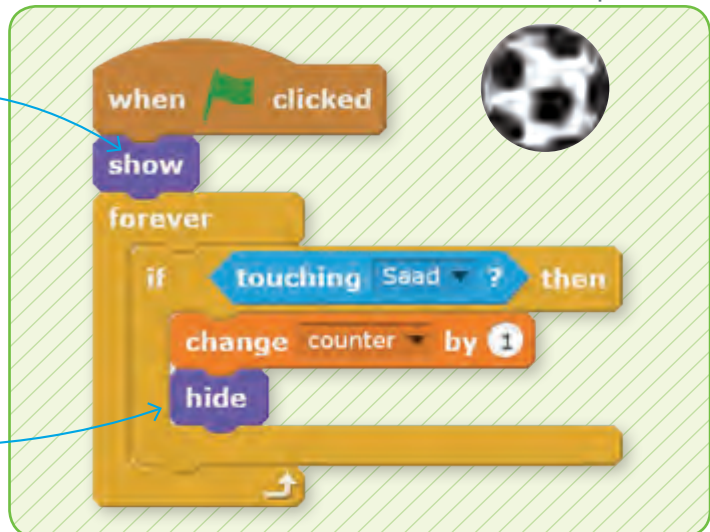 when clicked
show
forever
if touching Saad ? then
change counter by 1
hide